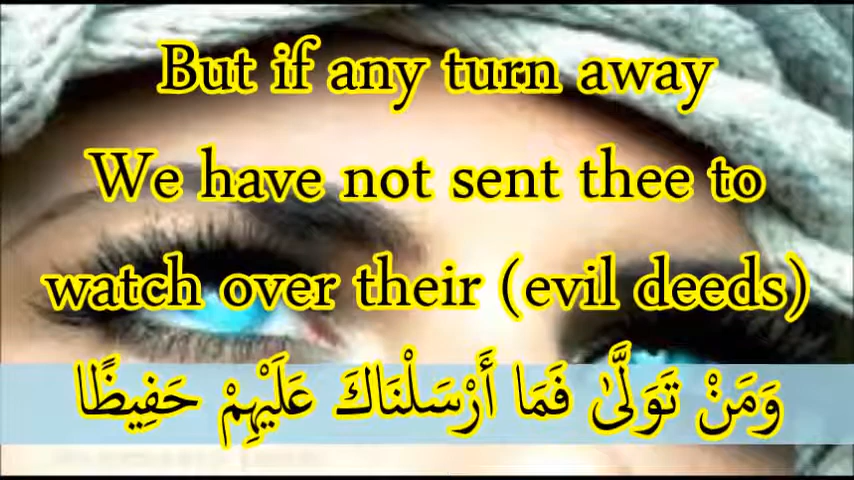 But if any turn away
We have not sent thee to
watch over their (evil deeds)
وَمَنْ تَوَلَّىٰ فَمَا أَرْسَلْنَاكَ عَلَيْهِمْ حَفِيظًا